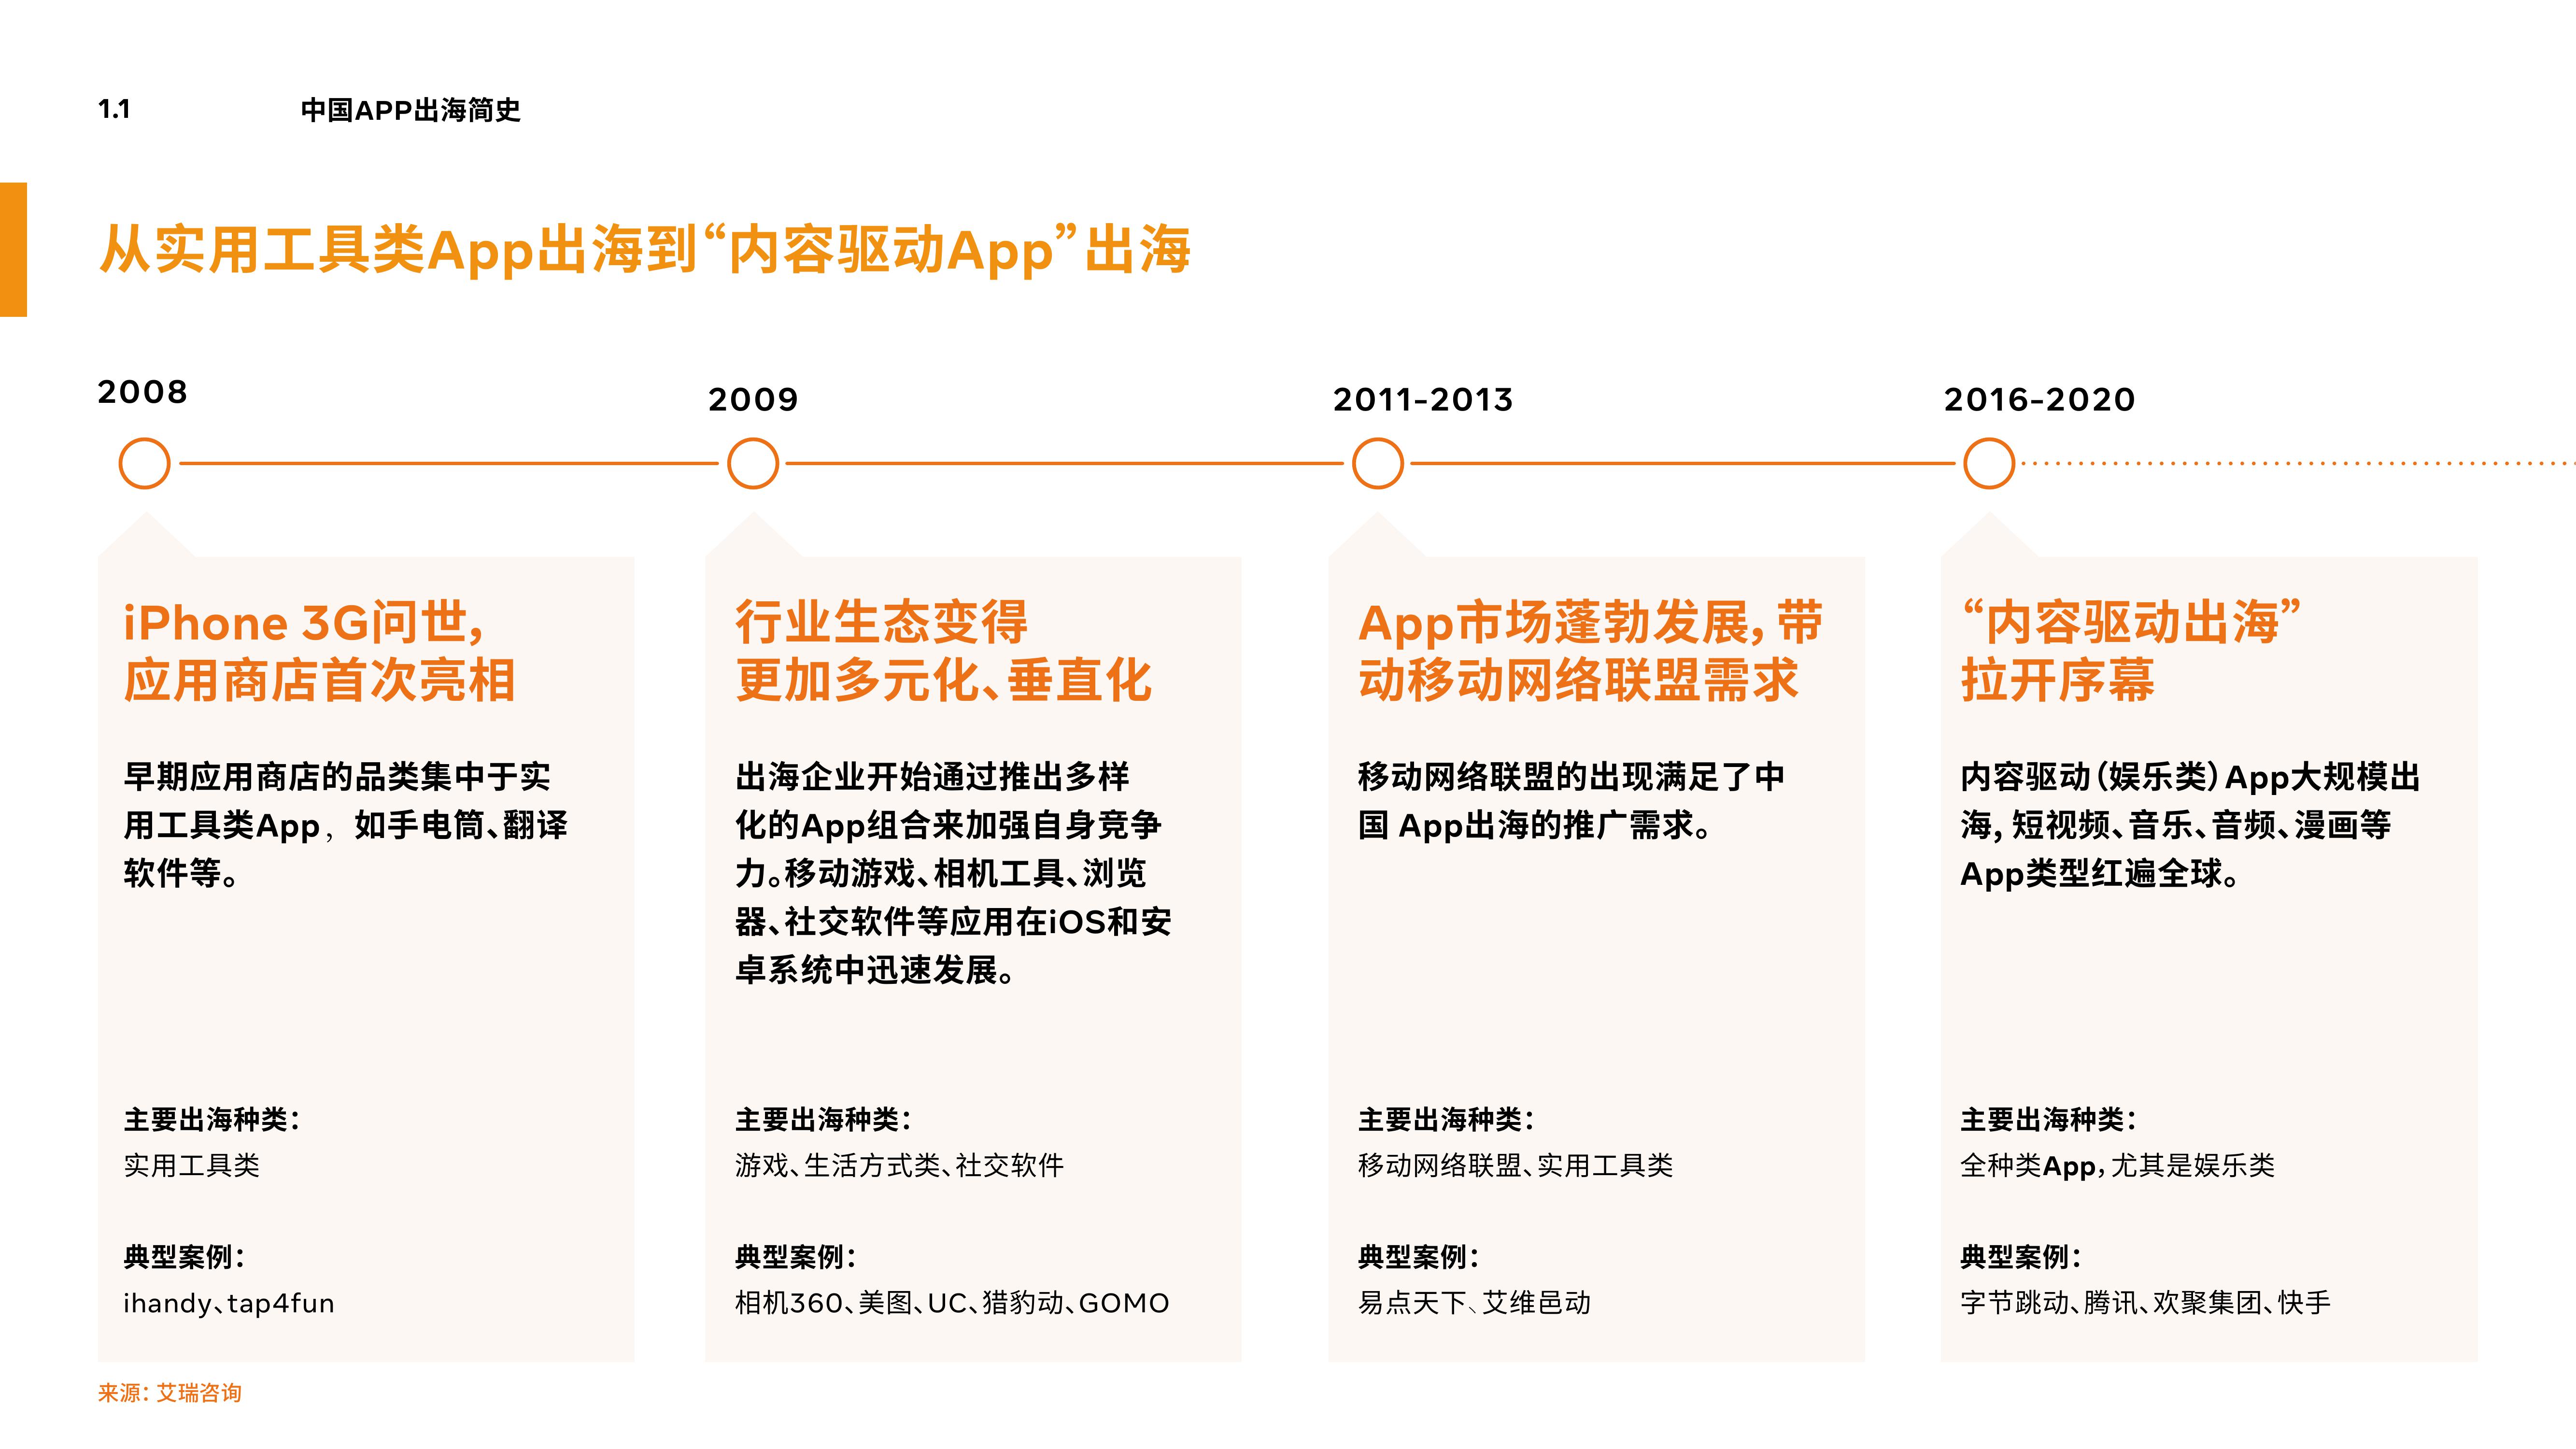 1.1
中国APP出海简史
从实用工具类App出海到“内容驱动App”出海
2008
iPhone 3G问世，
应用商店首次亮相
早期应用商店的品类集中于实
用工具类App，如手电筒、翻译
软件等。
主要出海种类：
实用工具类
典型案例：
ihandy、tap4fun
2009
行业生态变得
更加多元化、垂直化
出海企业开始通过推出多样
化的App组合来加强自身竞争
力。移动游戏、相机工具、浏览
器、社交软件等应用在iOS和安
卓系统中迅速发展。
主要出海种类：
游戏、生活方式类、社交软件
典型案例：
相机360、美图、UC、猎豹动、GOMO
2011-2013
App市场蓬勃发展，带
动移动网络联盟需求
移动网络联盟的出现满足了中
国 App出海的推广需求。
主要出海种类：
移动网络联盟、实用工具类
典型案例：
易点天下、艾维邑动
2016-2020
“内容驱动出海”
拉开序幕
内容驱动（娱乐类）App大规模出
海，短视频、音乐、音频、漫画等
App类型红遍全球。
主要出海种类：
全种类App，尤其是娱乐类
典型案例：
字节跳动、腾讯、欢聚集团、快手
来源：艾瑞咨询